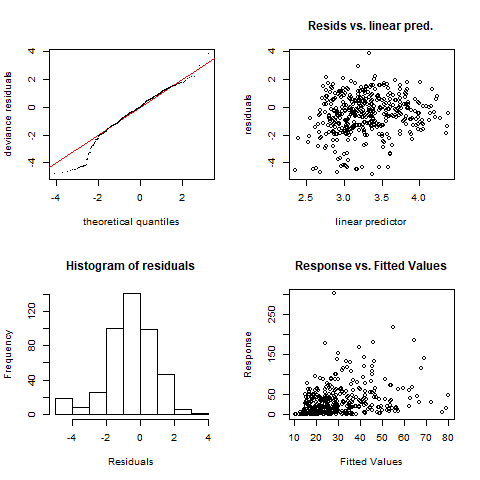 deviance residuals
4
2
0
-2
-4
-4 -2 0 2 4
theoretical quantiles
Resids vs. linear pred.
residuals
4
2
0
-2
-4
2.5 3.0 3.5 4.0
linear predictor
Histogram of residuals
Frequency
120
80
40
0
-4 -2 0 2 4
Residuals
Response vs. Fitted Values
Response
250
150
50
0
10 20 30 40 50 60 70 80
Fitted Values